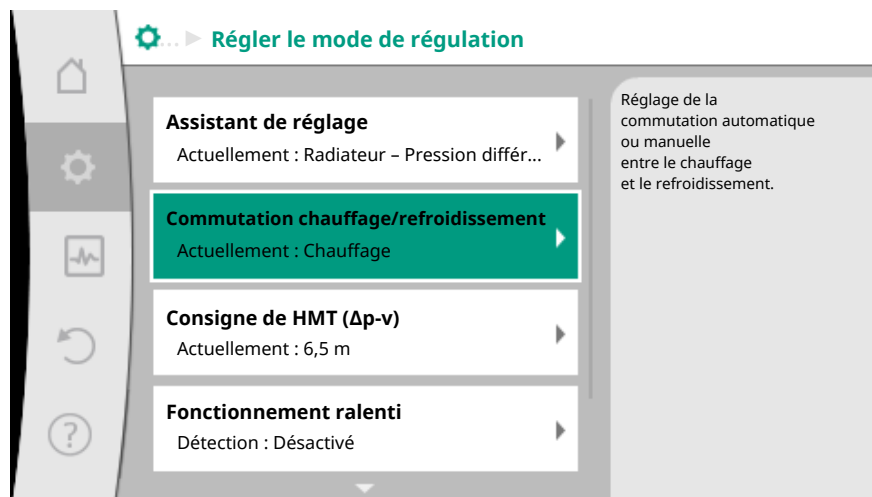 ... Régler le mode de régulation
Assistant de réglage
Actuellement : Radiateur – Pression différ...
Commutation chauffage/refroidissement
Actuellement : Chauffage
Consigne de HMT (Δp-v)
Actuellement : 6,5 m
Fonctionnement ralenti
Détection : Désactivé
Réglage de la
commutation automatique
ou manuelle
entre le chauffage
et le refroidissement.
?